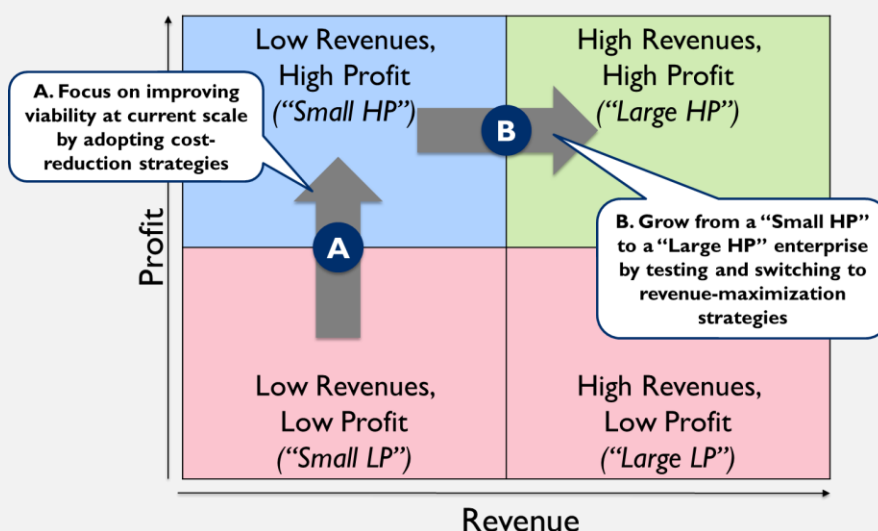 Low Revenues,
High Profit
(“Small HP”)
High Revenues,
High Profit
(“Large HP”)
A. Focus on improving
viability at current scale
by adopting cost-
reduction strategies
B
A
B. Grow from a “Small HP”
to a “Large HP” enterprise
by testing and switching to
revenue-maximization
strategies
Profit
Low Revenues,
Low Profit
(“Small LP”)
High Revenues,
Low Profit
(“Large LP”)
Revenue